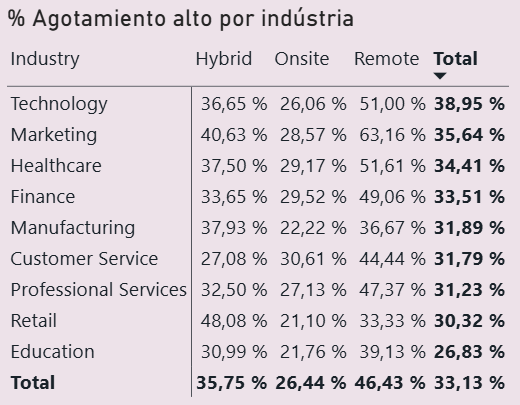 % Agotamiento alto por indústria
Industry Hybrid Onsite Remote Total
Technology 36,65 % 26,06 % 51,00 % 38,95 %
Marketing 40,63 % 28,57 % 63,16 % 35,64 %
Healthcare 37,50 % 29,17 % 51,61 % 34,41 %
Finance 33,65 % 29,52 % 49,06 % 33,51 %
Manufacturing 37,93 % 22,22 % 36,67 % 31,89 %
Customer Service 27,08 % 30,61 % 44,44 % 31,79 %
Professional Services 32,50 % 27,13 % 47,37 % 31,23 %
Retail 48,08 % 21,10 % 33,33 % 30,32 %
Education 30,99 % 21,76 % 39,13 % 26,83 %
Total 35,75 % 26,44 % 46,43 % 33,13 %